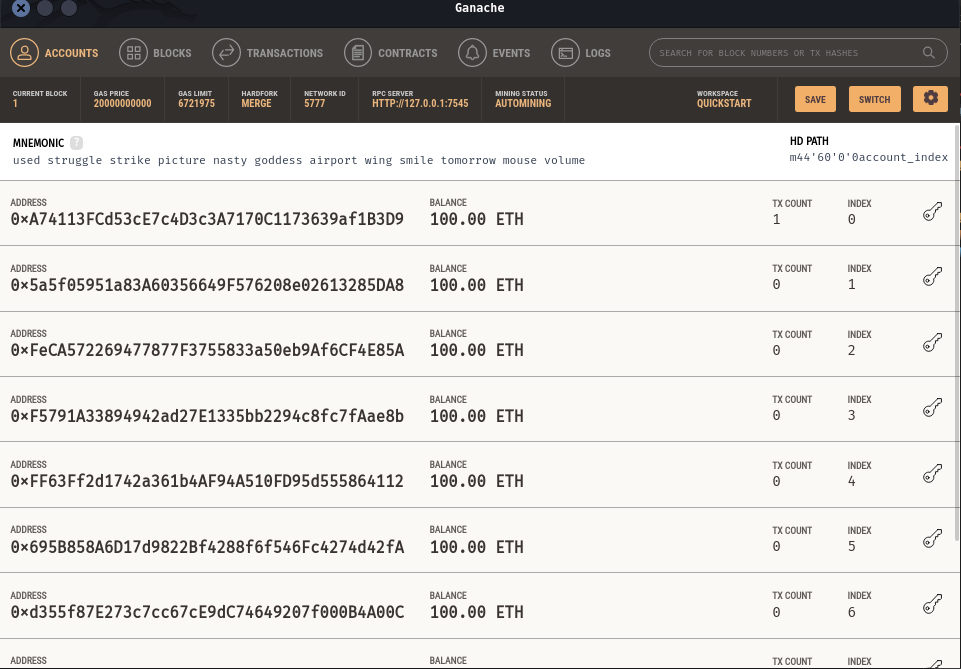 Ganache
ACCOUNTS BLOCKS TRANSACTIONS CONTRACTS EVENTS LOGS SEARCH FOR BLOCK NUMBERS OR TX HASHES
CURRENT BLOCK GAS PRICE GAS LIMIT HARDFORK NETWORK ID RPC SERVER MINING STATUS WORKSPACE
1 20000000000 6721975 MERGE 5777 HTTP://127.0.0.1:7545 AUTOMINING QUICKSTART SAVE SWITCH
MNEMONIC ? HD PATH
used struggle strike picture nasty goddess airport wing smile tomorrow mouse volume m44'60'0'0account_index
ADDRESS BALANCE TX COUNT INDEX
0×A74113FCd53cE7c4D3c3A7170C1173639af1B3D9 100.00 ETH 1 0
ADDRESS BALANCE TX COUNT INDEX
0×5a5f05951a83A60356649F576208e02613285DA8 100.00 ETH 0 1
ADDRESS BALANCE TX COUNT INDEX
0×FeCA572269477877F3755833a50eb9Af6CF4E85A 100.00 ETH 0 2
ADDRESS BALANCE TX COUNT INDEX
0×F5791A33894942ad27E1335bb2294c8fc7fAae8b 100.00 ETH 0 3
ADDRESS BALANCE TX COUNT INDEX
0×FF63Ff2d1742a361b4AF94A510FD95d555864112 100.00 ETH 0 4
ADDRESS BALANCE TX COUNT INDEX
0×695B858A6D17d9822Bf4288f6f546Fc4274d42fA 100.00 ETH 0 5
ADDRESS BALANCE TX COUNT INDEX
0×d355f87E273c7cc67cE9dC74649207f000B4A00C 100.00 ETH 0 6
ADDRESS BALANCE TX COUNT INDEX